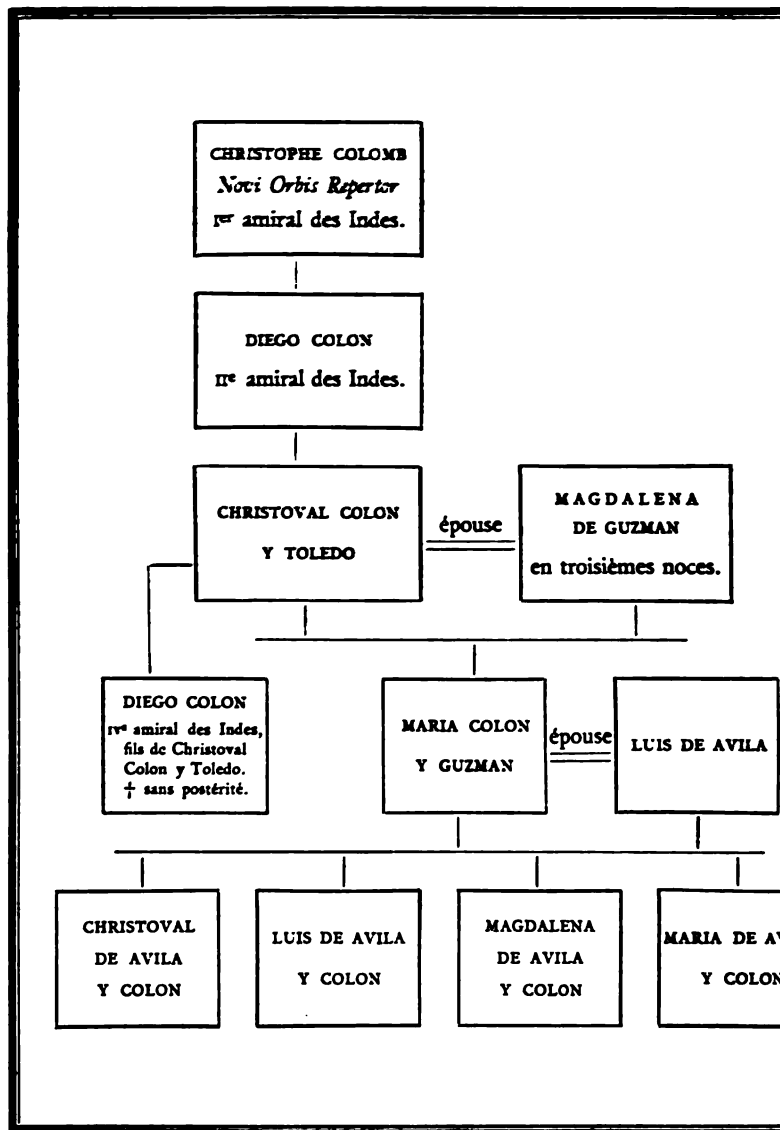 CHRISTOPHE COLOMB
Novi Orbis Repertor
Iᵉʳ amiral des Indes.
DIEGO COLON
IIᵉ amiral des Indes.
CHRISTOVAL COLON
Y TOLEDO
épouse
MAGDALENA
DE GUZMAN
en troisièmes noces.
DIEGO COLON
IVᵉ amiral des Indes,
fils de Christoval
Colon y Toledo.
† sans postérité.
MARIA COLON
Y GUZMAN
épouse
LUIS DE AVILA
CHRISTOVAL
DE AVILA
Y COLON
LUIS DE AVILA
Y COLON
MAGDALENA
DE AVILA
Y COLON
MARIA DE AV
Y COLON